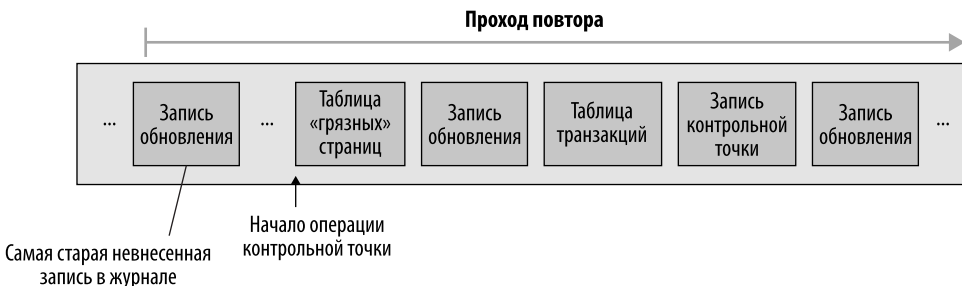 Проход повтора
...
Запись
обновления
...
Таблица
«грязных»
страниц
Запись
обновления
Таблица
транзакций
Запись
контрольной
точки
Запись
обновления
...
Начало операции
контрольной точки
Самая старая невнесенная
запись в журнале